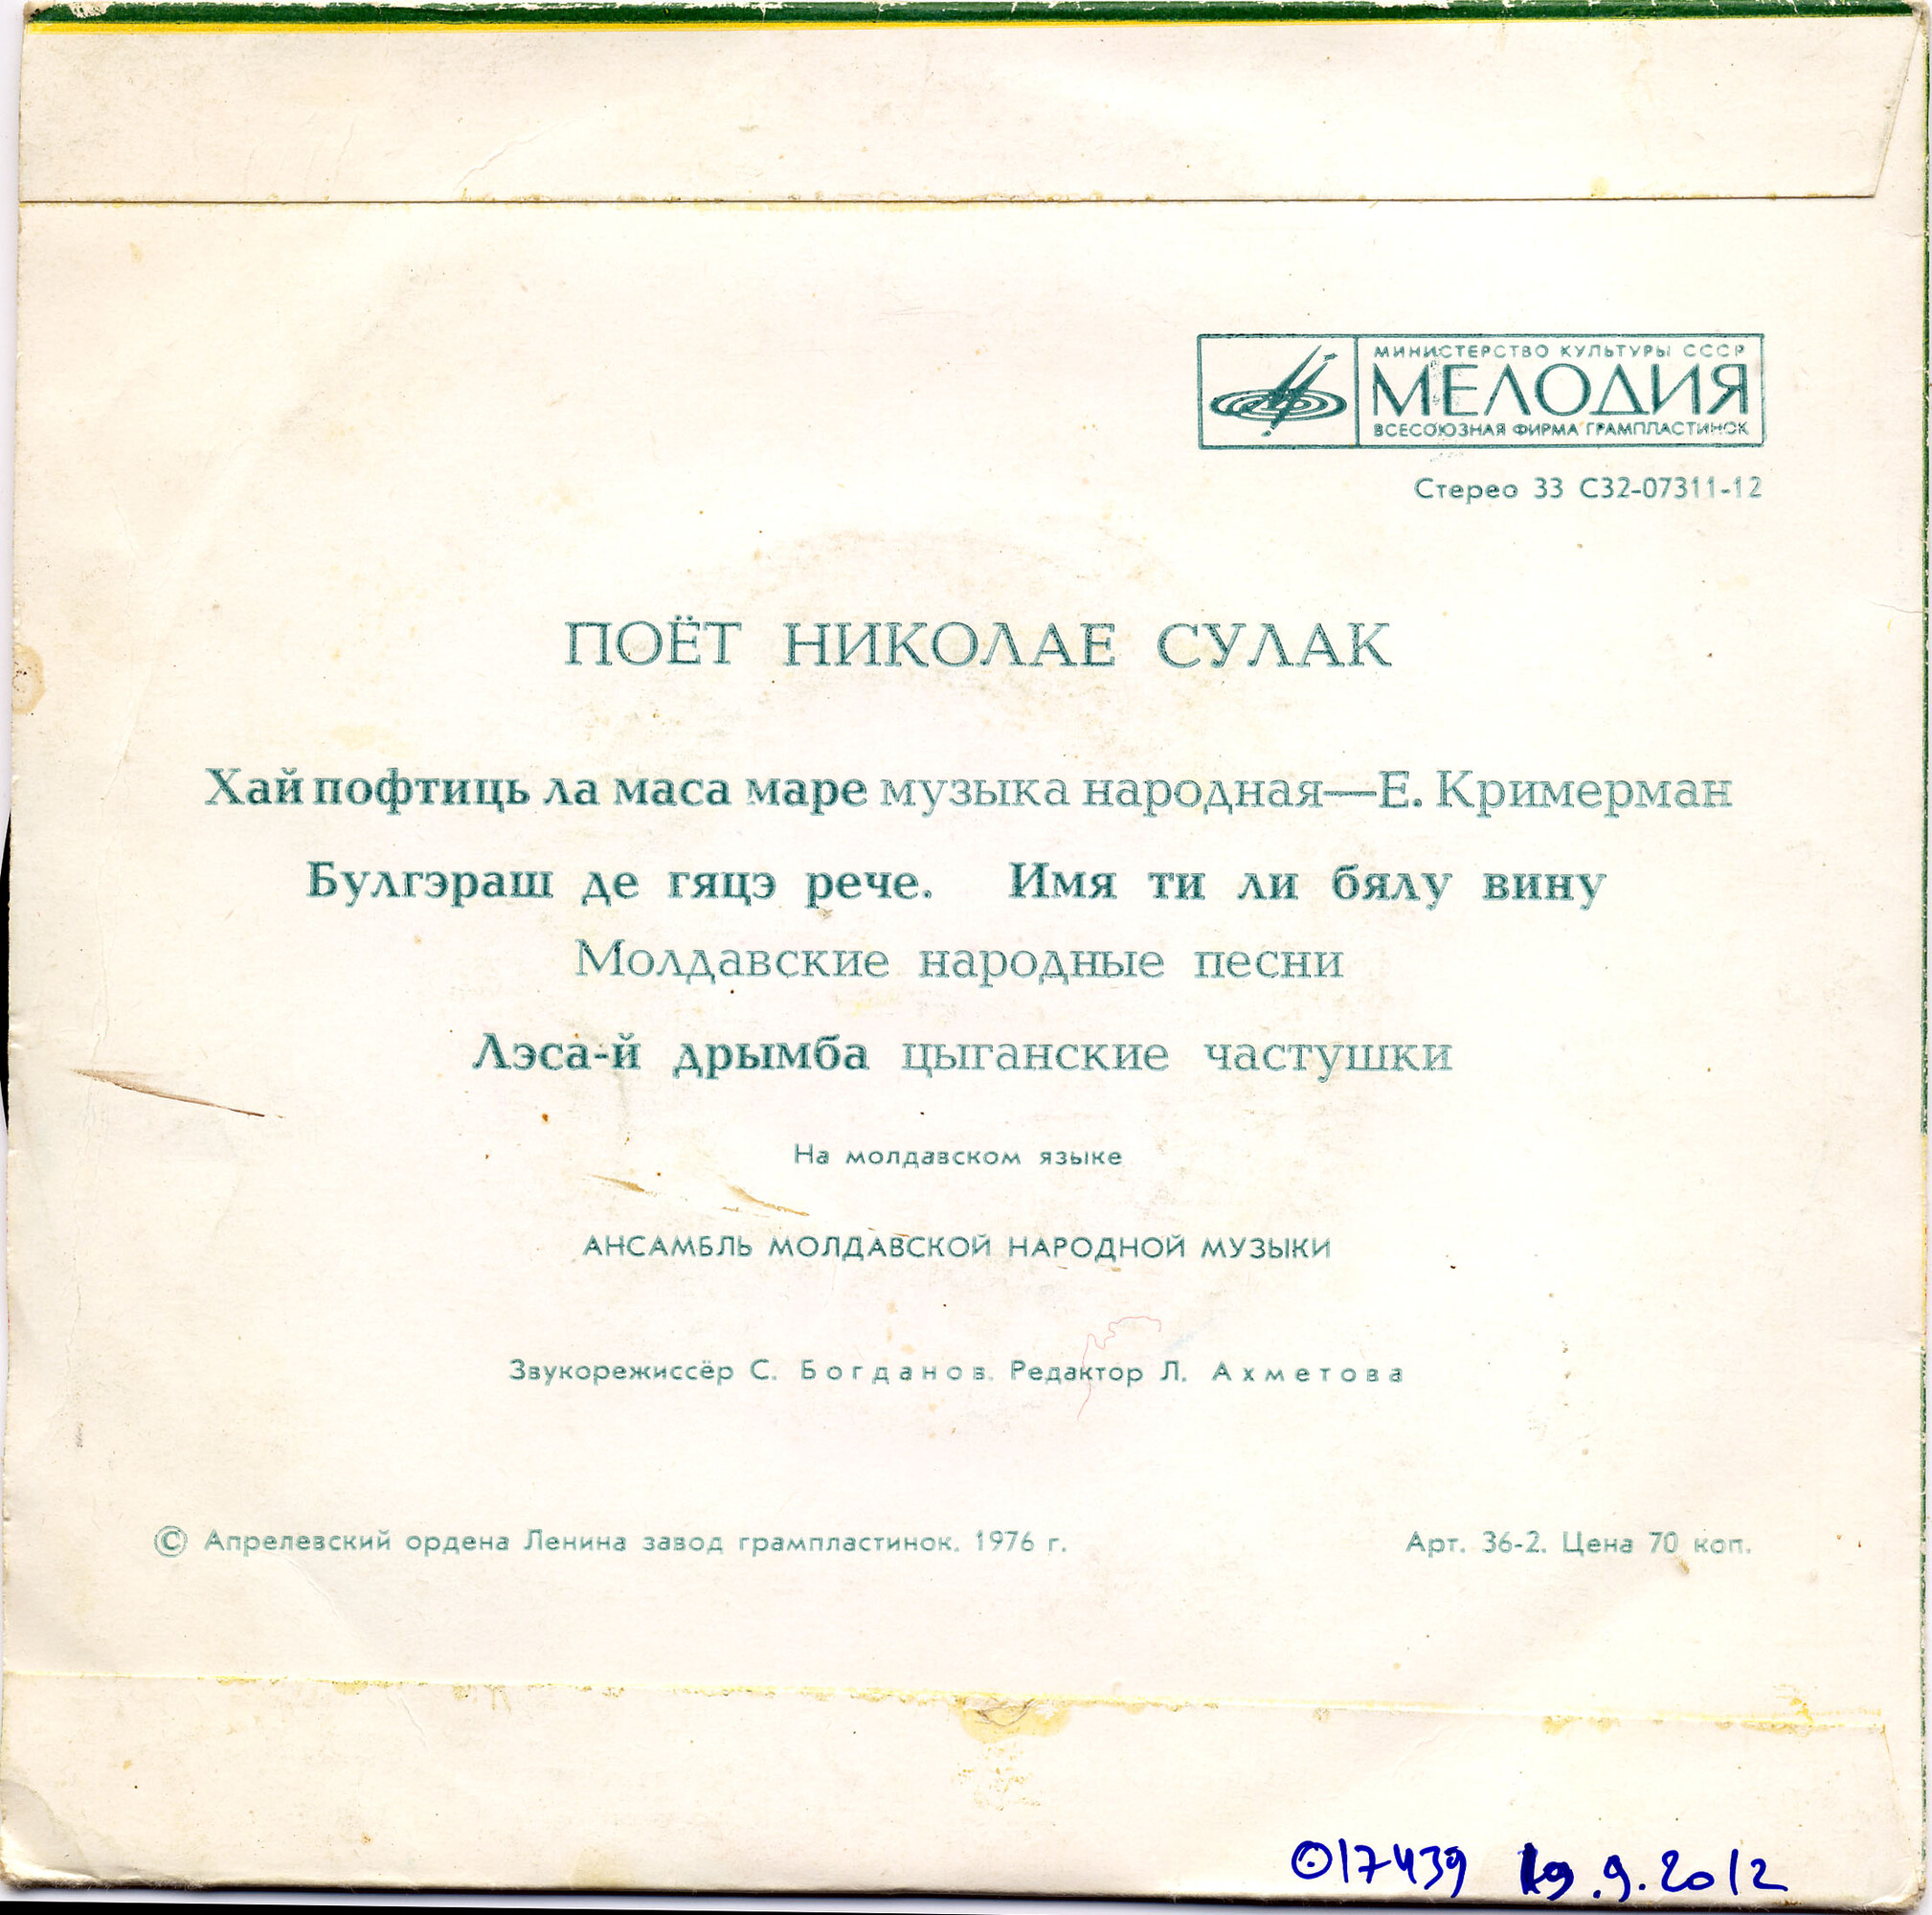 МИНИСТЕРСТВО КУЛЬТУРЫ СССР
МЕЛОДИЯ
ВСЕСОЮЗНАЯ ФИРМА ГРАМПЛАСТИНОК
Стерео 33 С32-07311-12
ПОЁТ НИКОЛАЕ СУЛАК
Хай пофтиць ла маса маре музыка народная—Е. Кримерман
Булгэраш де гяцэ рече. Имя ти ли бялу вину
Молдавские народные песни
Лэса-й дрымба цыганские частушки
На молдавском языке
АНСАМБЛЬ МОЛДАВСКОЙ НАРОДНОЙ МУЗЫКИ
Звукорежиссёр С. Богданов. Редактор Л. Ахметова
© Апрелевский ордена Ленина завод грампластинок. 1976 г. Арт. 36-2. Цена 70 коп.
017439 19.9.2012